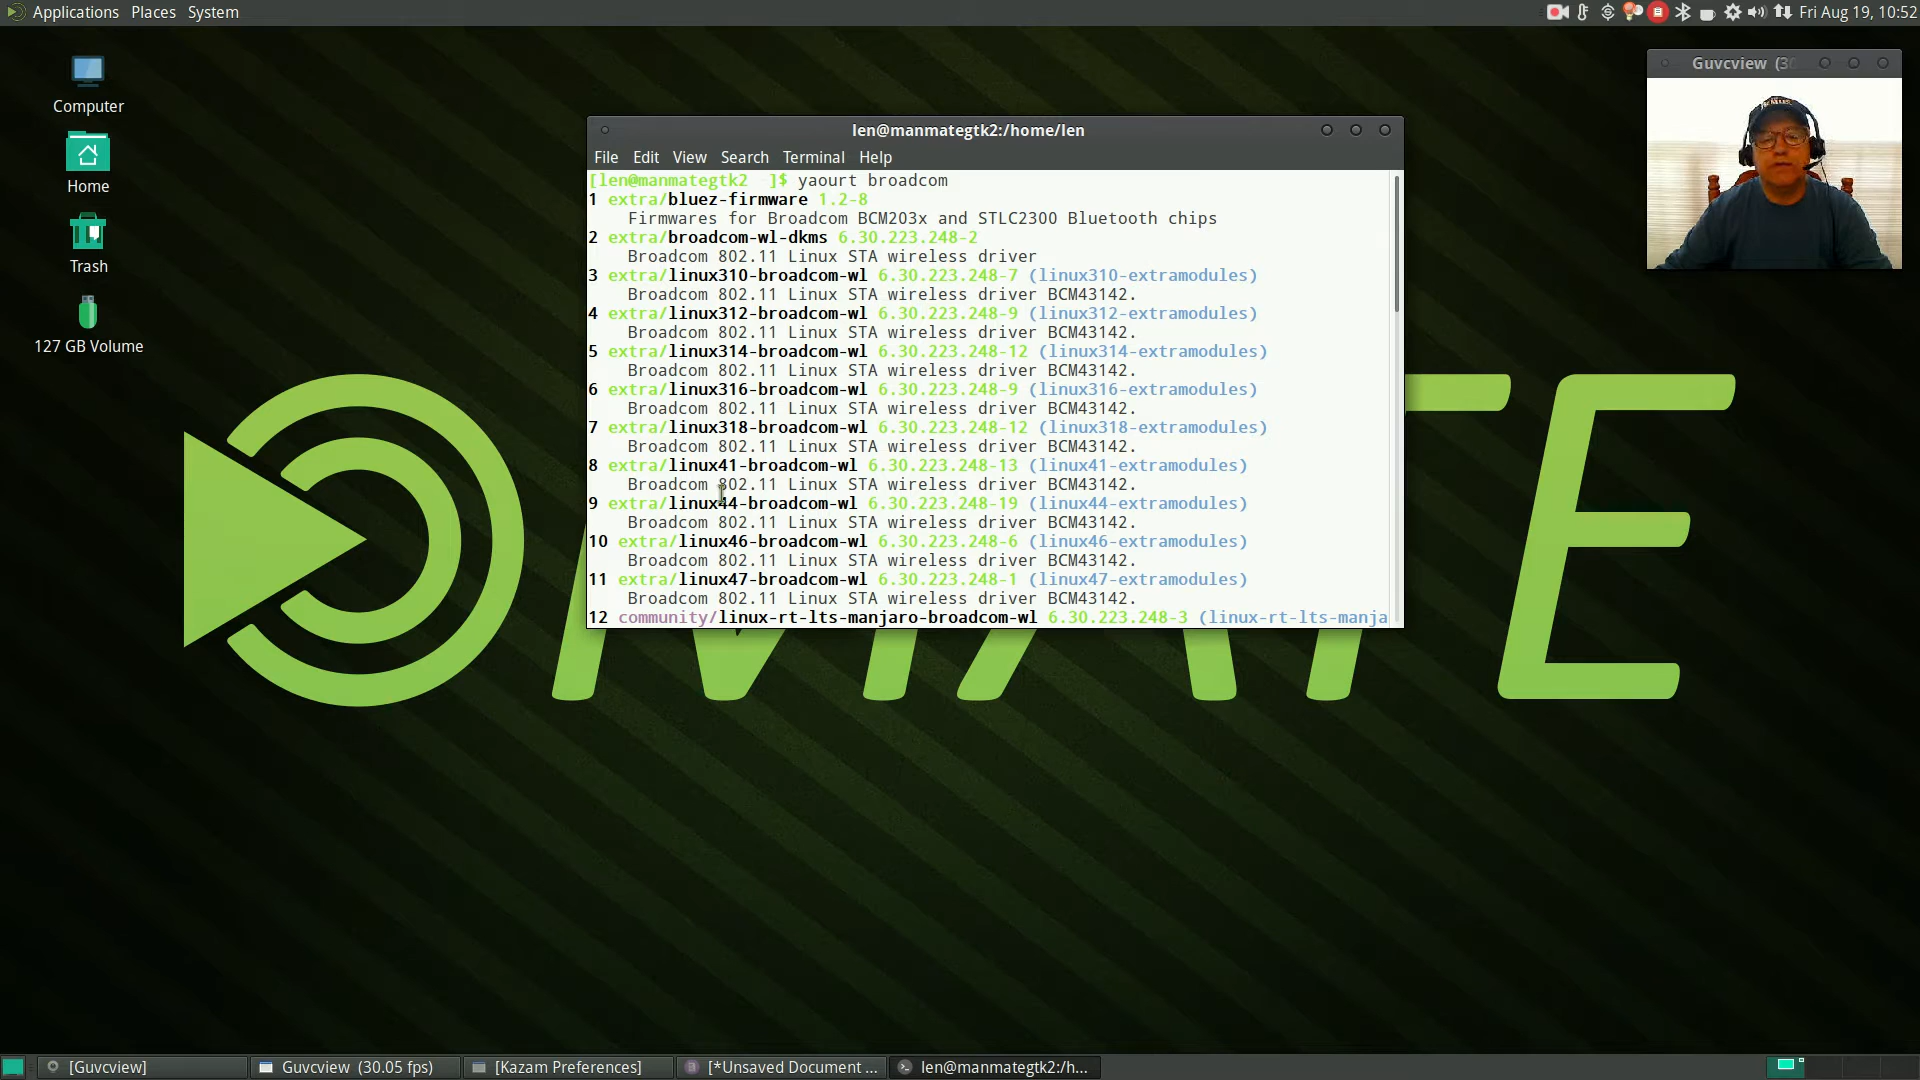 Applications Places System
Fri Aug 19, 10:52
Computer
Home
Trash
127 GB Volume
Guvcview (30
len@manmategtk2:/home/len
File Edit View Search Terminal Help
[len@manmategtk2 ~]$ yaourt broadcom
1 extra/bluez-firmware 1.2-8
Firmwares for Broadcom BCM203x and STLC2300 Bluetooth chips
2 extra/broadcom-wl-dkms 6.30.223.248-2
Broadcom 802.11 Linux STA wireless driver
3 extra/linux310-broadcom-wl 6.30.223.248-7 (linux310-extramodules)
Broadcom 802.11 Linux STA wireless driver BCM43142.
4 extra/linux312-broadcom-wl 6.30.223.248-9 (linux312-extramodules)
Broadcom 802.11 Linux STA wireless driver BCM43142.
5 extra/linux314-broadcom-wl 6.30.223.248-12 (linux314-extramodules)
Broadcom 802.11 Linux STA wireless driver BCM43142.
6 extra/linux316-broadcom-wl 6.30.223.248-9 (linux316-extramodules)
Broadcom 802.11 Linux STA wireless driver BCM43142.
7 extra/linux318-broadcom-wl 6.30.223.248-12 (linux318-extramodules)
Broadcom 802.11 Linux STA wireless driver BCM43142.
8 extra/linux41-broadcom-wl 6.30.223.248-13 (linux41-extramodules)
Broadcom 802.11 Linux STA wireless driver BCM43142.
9 extra/linux44-broadcom-wl 6.30.223.248-19 (linux44-extramodules)
Broadcom 802.11 Linux STA wireless driver BCM43142.
10 extra/linux46-broadcom-wl 6.30.223.248-6 (linux46-extramodules)
Broadcom 802.11 Linux STA wireless driver BCM43142.
11 extra/linux47-broadcom-wl 6.30.223.248-1 (linux47-extramodules)
Broadcom 802.11 Linux STA wireless driver BCM43142.
12 community/linux-rt-lts-manjaro-broadcom-wl 6.30.223.248-3 (linux-rt-lts-manja
MATE
[Guvcview]
Guvcview (30.05 fps)
[Kazam Preferences]
[*Unsaved Document ...
len@manmategtk2:/h...